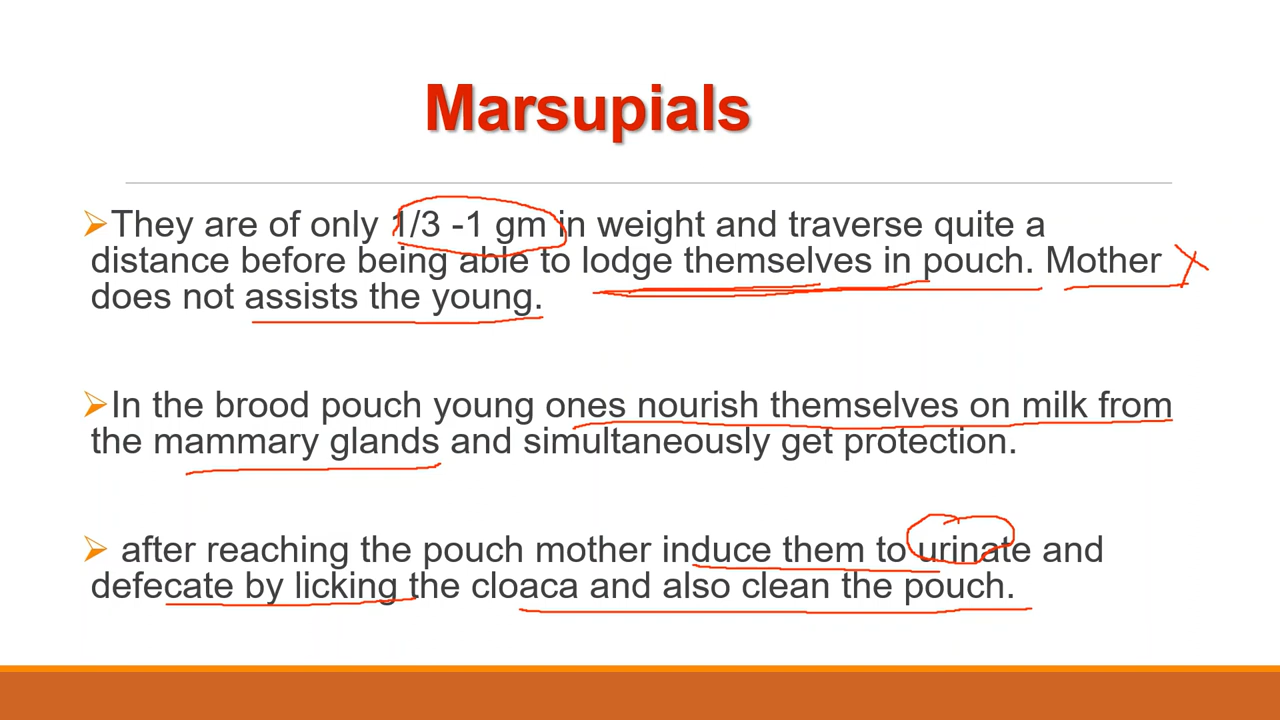 Marsupials
They are of only 1/3 -1 gm in weight and traverse quite a
distance before being able to lodge themselves in pouch. Mother
does not assists the young.
In the brood pouch young ones nourish themselves on milk from
the mammary glands and simultaneously get protection.
after reaching the pouch mother induce them to urinate and
defecate by licking the cloaca and also clean the pouch.